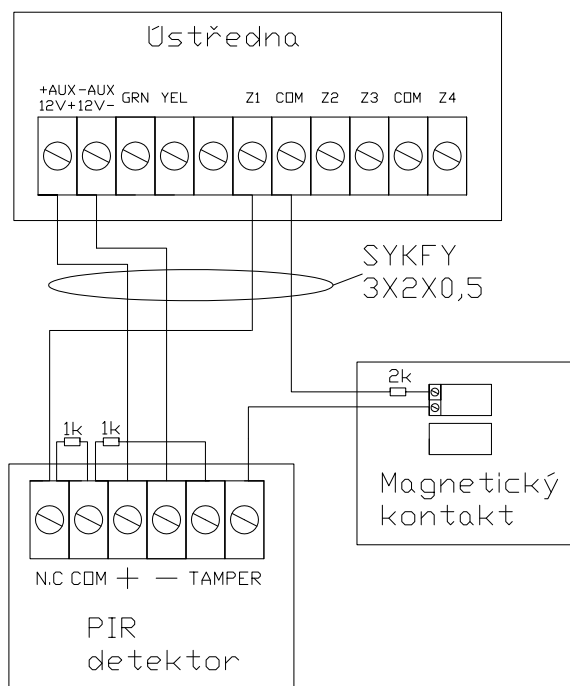 Ústředna
+AUX -AUX GRN YEL Z1 COM Z2 Z3 COM Z4
12V+ 12V-
SYKFY
3X2X0,5
2k
1k 1k
Magnetický
kontakt
N.C COM + — TAMPER
PIR
detektor